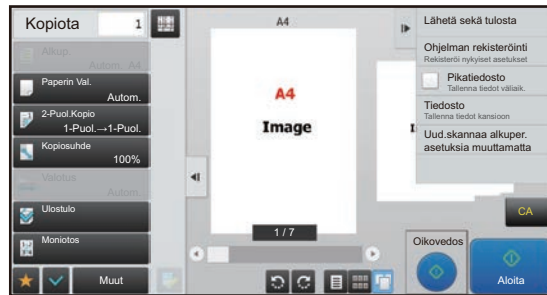 Kopiota 1
Alkup.
Autom. A4
Paperin Val.
Autom.
2-Puol.Kopio
1-Puol.→1-Puol.
Kopiosuhde
100%
Valotus
Autom.
Ulostulo
Moniotos
Muut
A4
A4
Image
1 / 7
Lähetä sekä tulosta
Ohjelman rekisteröinti
Rekisteröi nykyiset asetukset
Pikatiedosto
Tallenna tiedot väliaik.
Tiedosto
Tallenna tiedot kansioon
Uud.skannaa alkuper.
asetuksia muuttamatta
CA
Oikovedos
Aloita